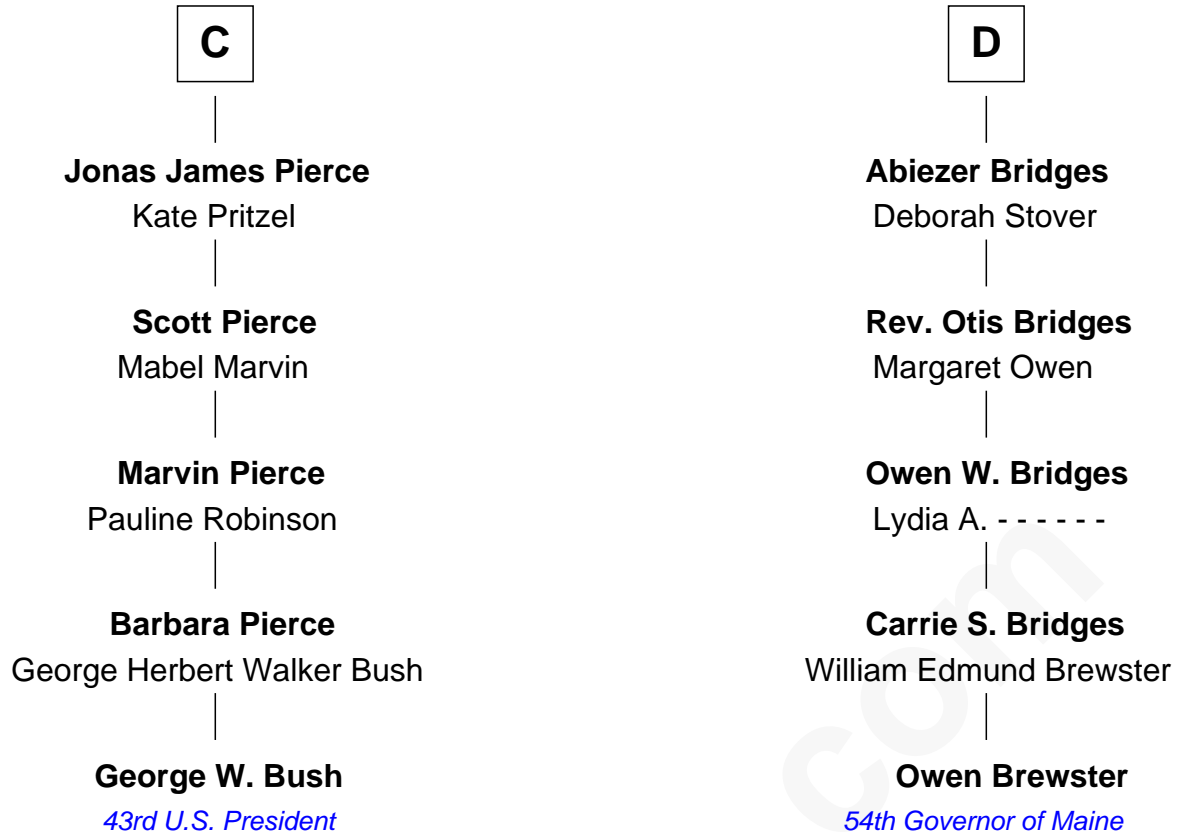 C
Jonas James Pierce
Kate Pritzel
Scott Pierce
Mabel Marvin
Marvin Pierce
Pauline Robinson
Barbara Pierce
George Herbert Walker Bush
George W. Bush
43rd U.S. President
D
Abiezer Bridges
Deborah Stover
Rev. Otis Bridges
Margaret Owen
Owen W. Bridges
Lydia A. - - - - - -
Carrie S. Bridges
William Edmund Brewster
Owen Brewster
54th Governor of Maine
com